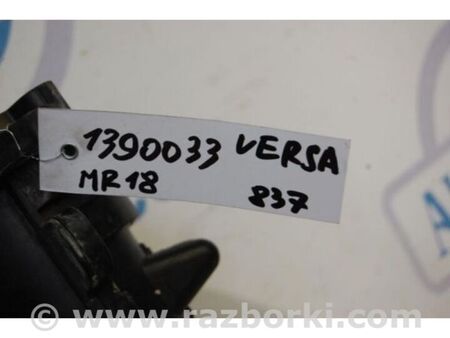 1390033 VERSA
MR18 837
© www.razborki.com